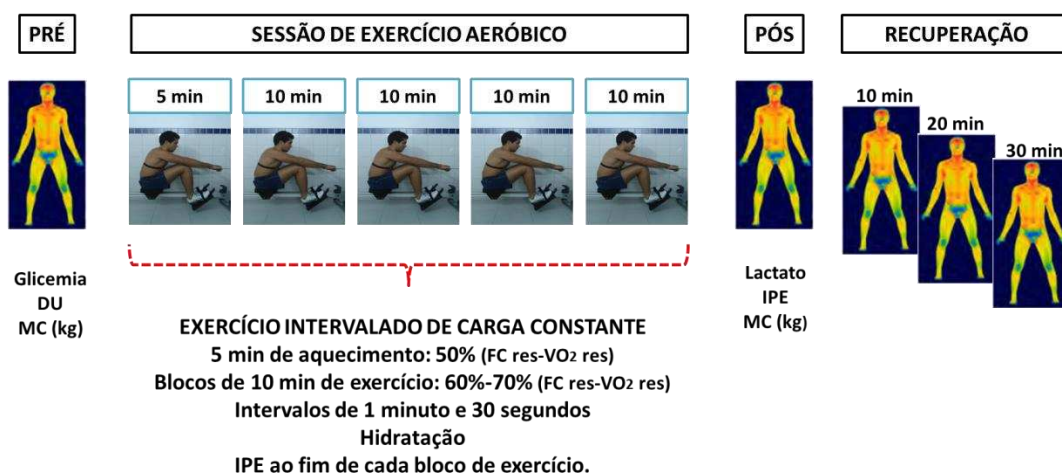 PRÉ
SESSÃO DE EXERCÍCIO AERÓBICO
PÓS
RECUPERAÇÃO
5 min
10 min
10 min
10 min
10 min
10 min
20 min
30 min
Glicemia
DU
MC (kg)
EXERCÍCIO INTERVALADO DE CARGA CONSTANTE
5 min de aquecimento: 50% (FC res-VO2 res)
Blocos de 10 min de exercício: 60%-70% (FC res-VO2 res)
Intervalos de 1 minuto e 30 segundos
Hidratação
IPE ao fim de cada bloco de exercício.
Lactato
IPE
MC (kg)